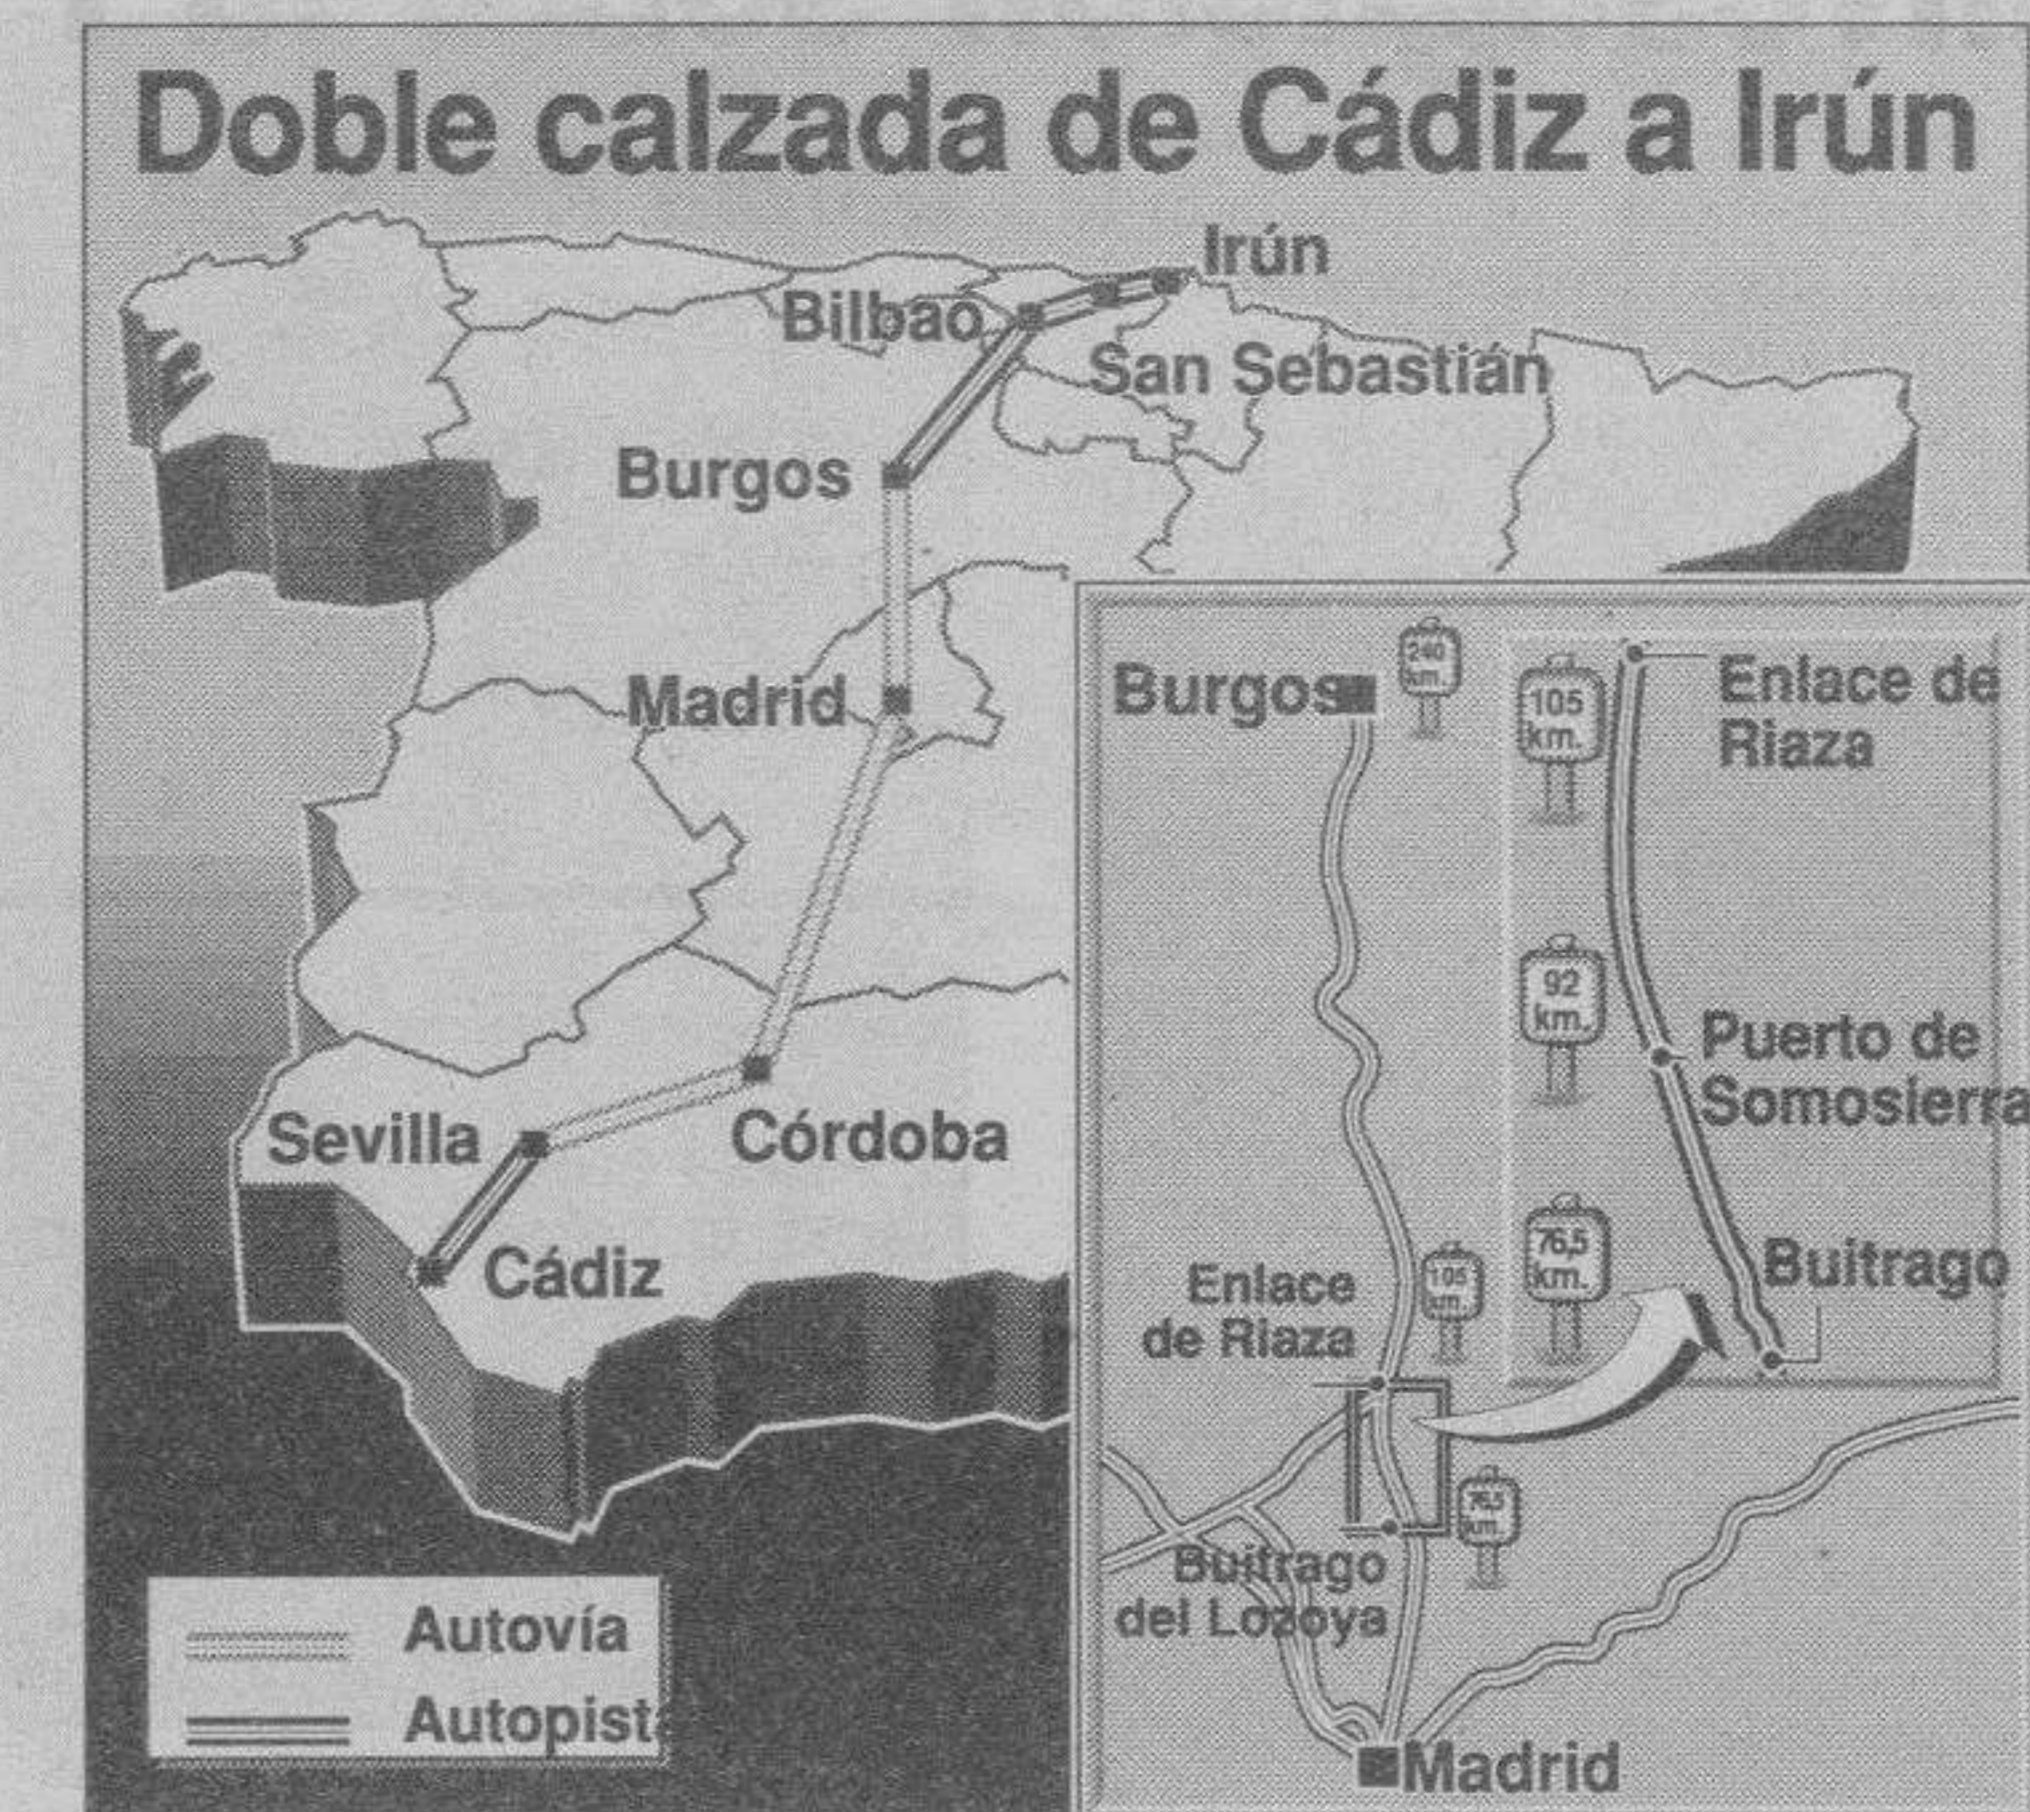 Doble calzada de Cádiz a Irún
Irún
Bilbao
San Sebastián
Burgos
Madrid
Sevilla
Córdoba
Cádiz
Autovía
Autopista
Burgos
240
km.
105
km.
Enlace de
Riaza
92
km.
Puerto de
Somosierra
76,5
km.
Buitrago
Enlace
de Riaza
105
km.
76,5
km.
Buitrago
del Lozoya
Madrid